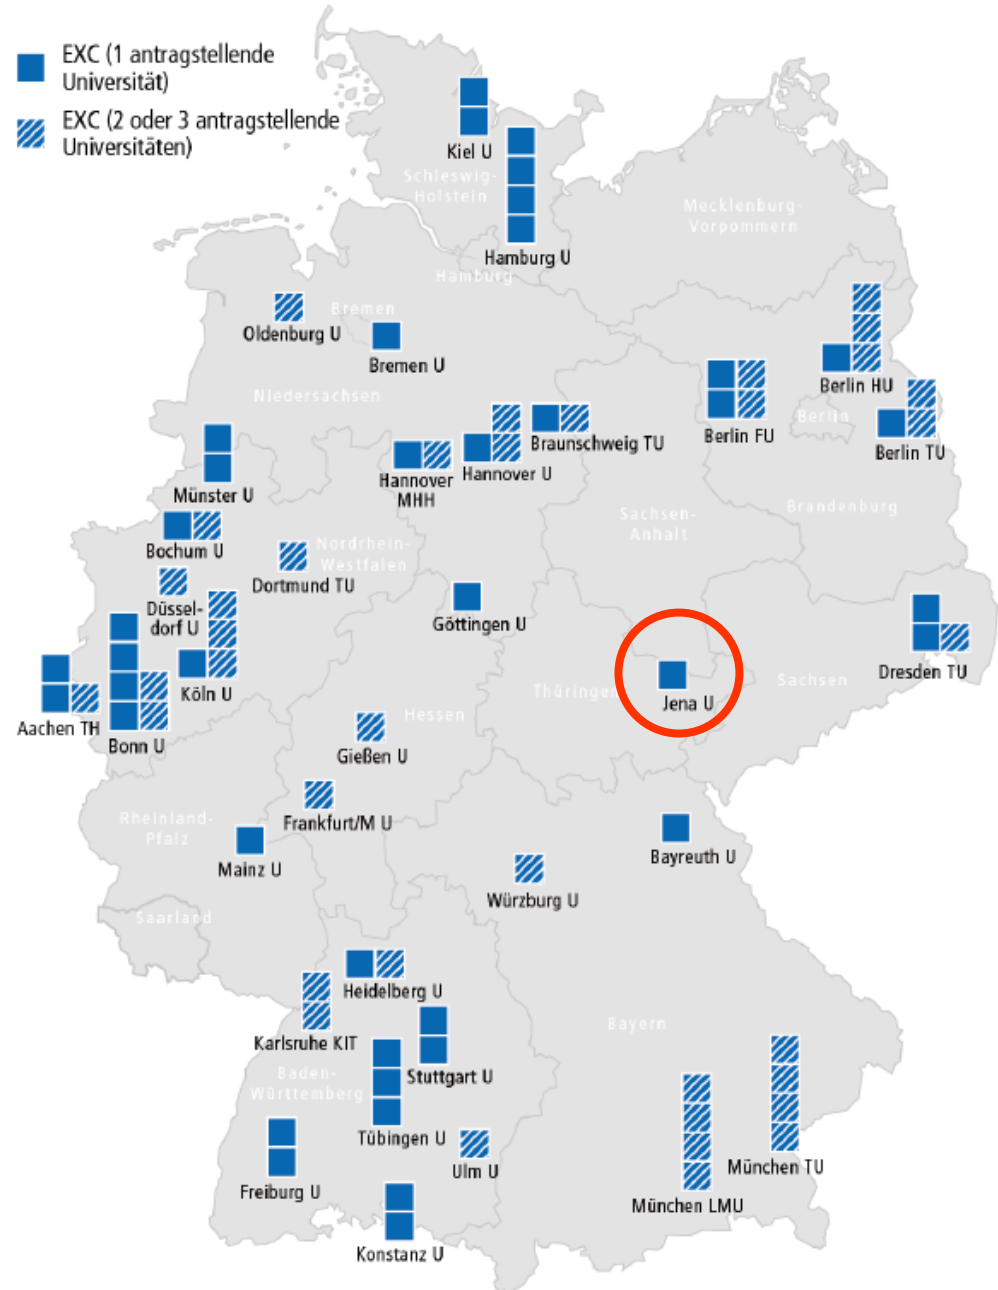 EXC (1 antragstellende
Universität)
EXC (2 oder 3 antragstellende
Universitäten)
Kiel U
Schleswig-
Holstein
Mecklenburg-
Vorpommern
Hamburg U
Hamburg
Bremen
Oldenburg U
Bremen U
Berlin HU
Niedersachsen
Berlin
Berlin FU
Braunschweig TU
Berlin TU
Hannover U
Hannover
MHH
Münster U
Brandenburg
Sachsen-
Anhalt
Bochum U
Nordrhein-
Westfalen
Dortmund TU
Düssel-
dorf U
Göttingen U
Dresden TU
Sachsen
Köln U
Thüringen
Jena U
Hessen
Aachen TH
Bonn U
Gießen U
Rheinland-
Pfalz
Frankfurt/M U
Bayreuth U
Mainz U
Würzburg U
Saarland
Heidelberg U
Bayern
Karlsruhe KIT
Baden-
Württemberg
Stuttgart U
Tübingen U
Ulm U
München TU
Freiburg U
München LMU
Konstanz U